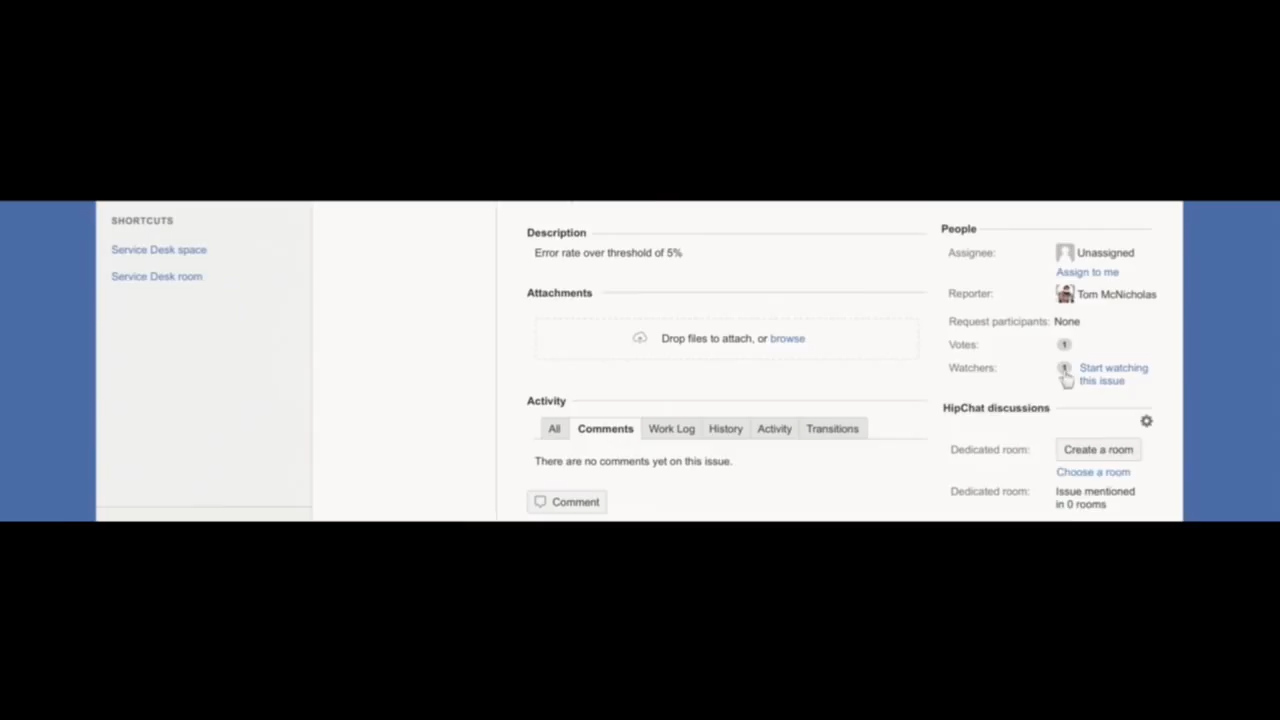 SHORTCUTS
Service Desk space
Service Desk room
Description
Error rate over threshold of 5%
Attachments
Drop files to attach, or browse
Activity
All Comments Work Log History Activity Transitions
There are no comments yet on this issue.
Comment
People
Assignee: Unassigned
Assign to me
Reporter: Tom McNicholas
Request participants: None
Votes: 1
Watchers: 1 Start watching
this issue
HipChat discussions
Dedicated room: Create a room
Choose a room
Dedicated room: Issue mentioned
in 0 rooms